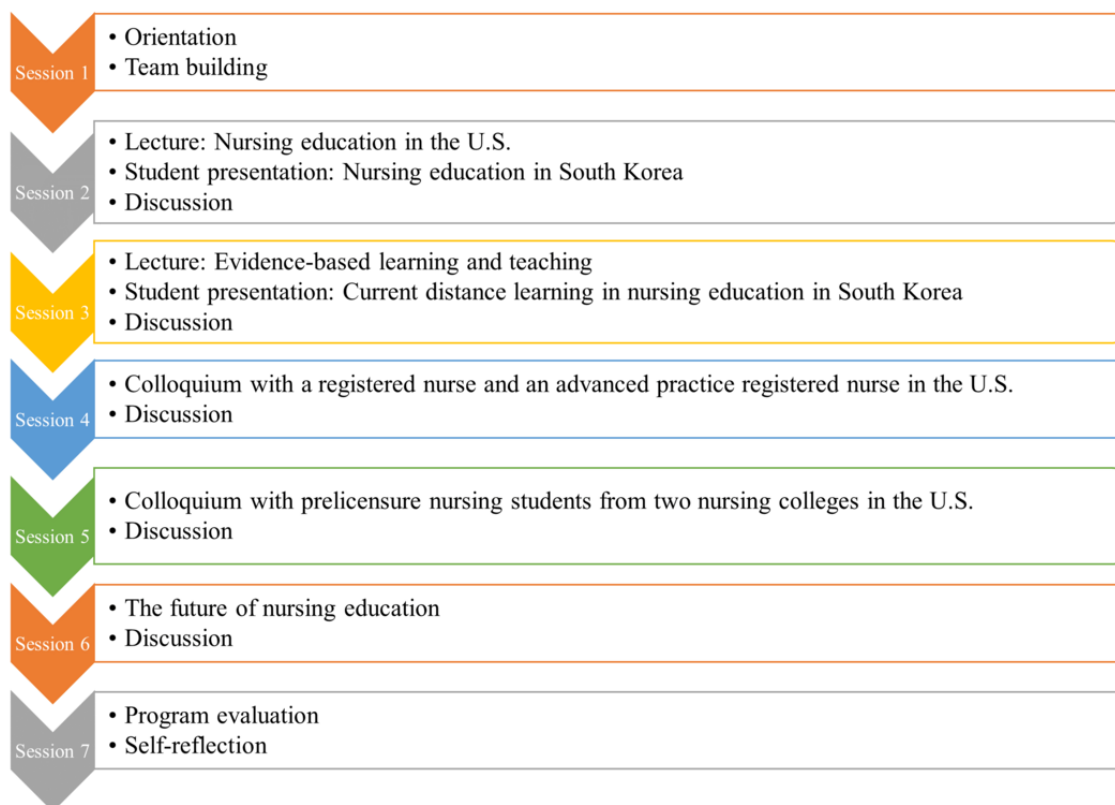 Session 1
• Orientation
• Team building
Session 2
• Lecture: Nursing education in the U.S.
• Student presentation: Nursing education in South Korea
• Discussion
Session 3
• Lecture: Evidence-based learning and teaching
• Student presentation: Current distance learning in nursing education in South Korea
• Discussion
Session 4
• Colloquium with a registered nurse and an advanced practice registered nurse in the U.S.
• Discussion
Session 5
• Colloquium with prelicensure nursing students from two nursing colleges in the U.S.
• Discussion
Session 6
• The future of nursing education
• Discussion
Session 7
• Program evaluation
• Self-reflection